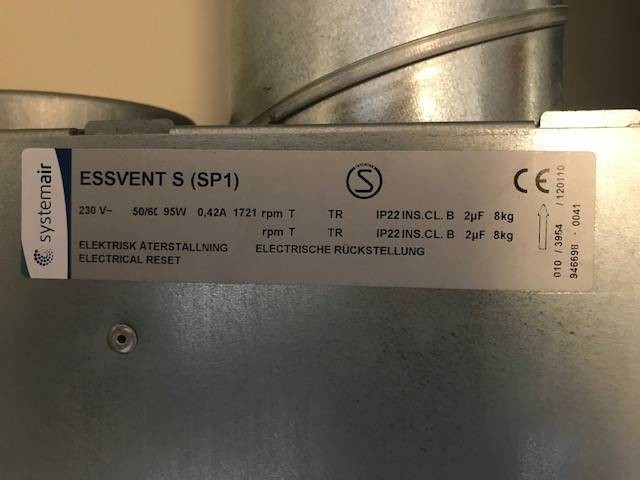 systemair
ESSVENT S (SP1)
S
CE
230 V~ 50/60 95W 0,42A 1721 rpm T TR IP22 INS.CL. B 2µF 8kg
rpm T TR IP22 INS.CL. B 2µF 8kg
ELEKTRISK ÅTERSTÄLLNING ELECTRISCHE RÜCKSTELLUNG
ELECTRICAL RESET
010 / 3954 / 120110
946698 - 0041